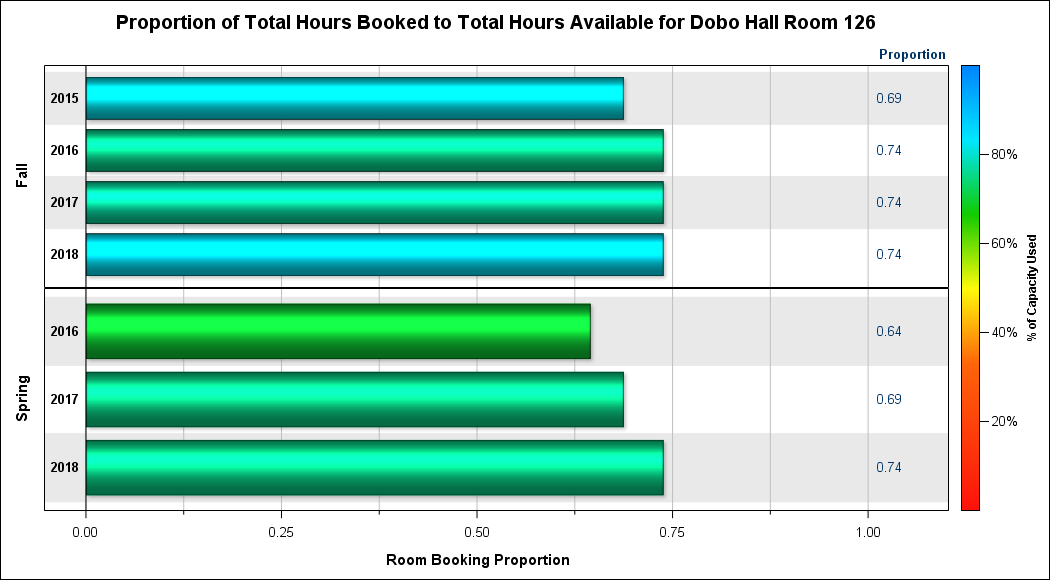 Proportion of Total Hours Booked to Total Hours Available for Dobo Hall Room 126
Proportion
Fall
2015 0.69
2016 0.74
2017 0.74
2018 0.74
Spring
2016 0.64
2017 0.69
2018 0.74
0.00 0.25 0.50 0.75 1.00
Room Booking Proportion
80%
60%
40%
20%
% of Capacity Used